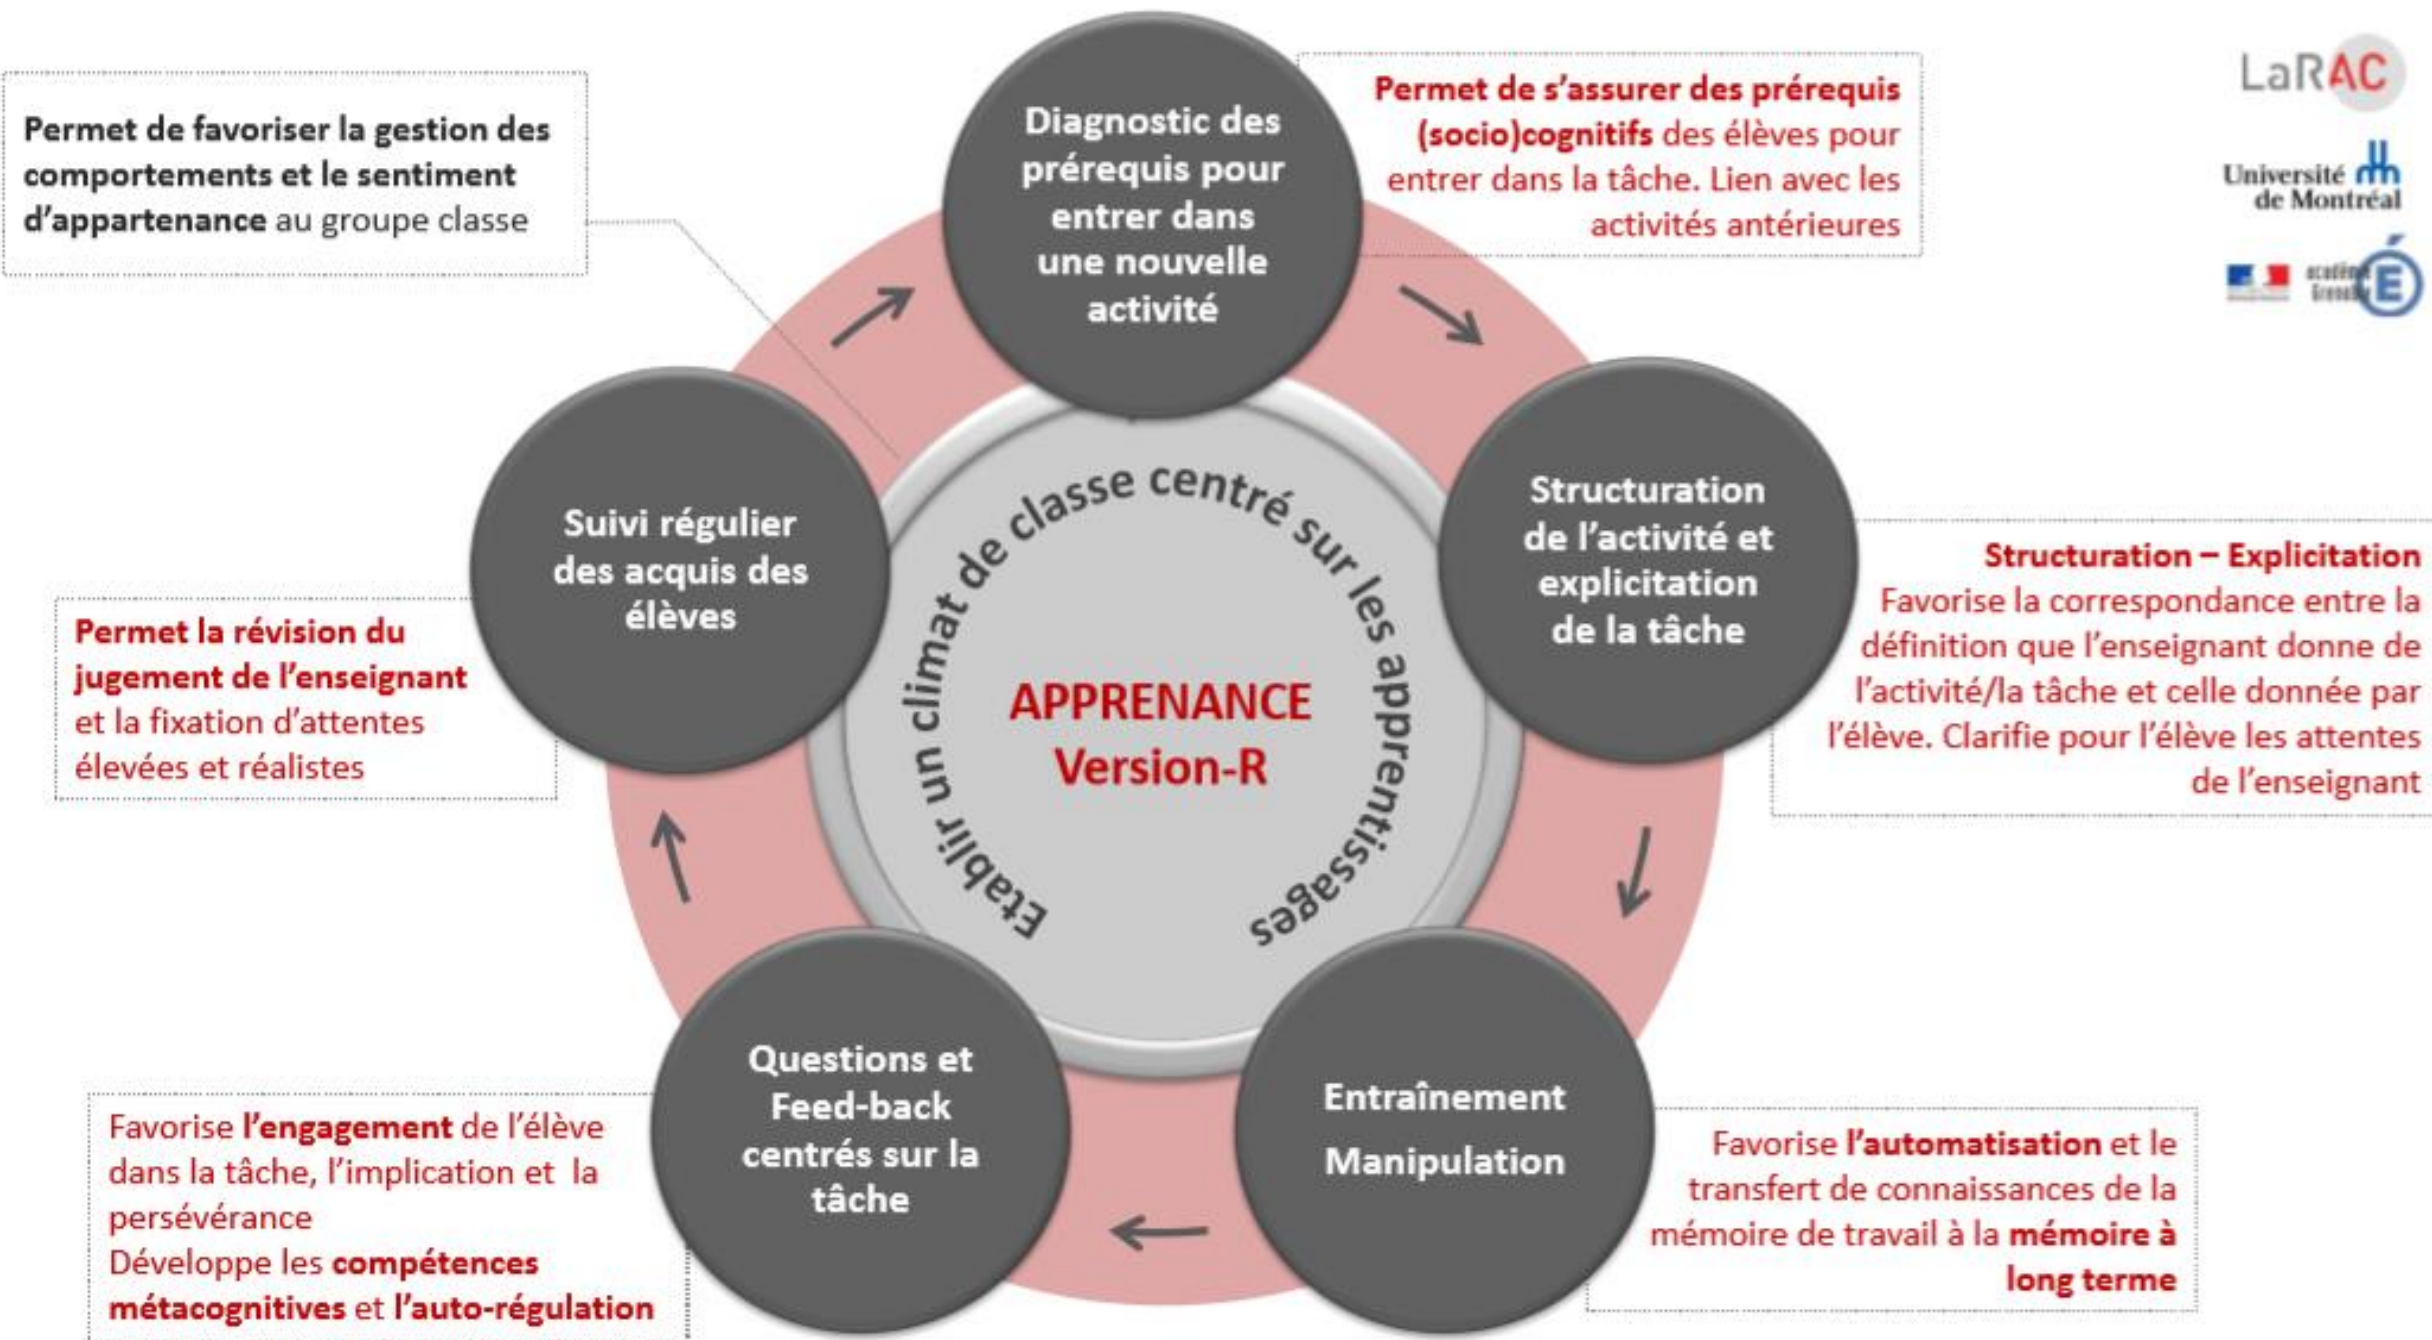 Permet de favoriser la gestion des
comportements et le sentiment
d'appartenance au groupe classe
Diagnostic des
prérequis pour
entrer dans
une nouvelle
activité
Permet de s'assurer des prérequis
(socio)cognitifs des élèves pour
entrer dans la tâche. Lien avec les
activités antérieures
LaRAC
Université
de Montréal
Structuration
de l'activité et
explicitation
de la tâche
Structuration – Explicitation
Favorise la correspondance entre la
définition que l'enseignant donne de
l'activité/la tâche et celle donnée par
l'élève. Clarifie pour l'élève les attentes
de l'enseignant
Entraînement
Manipulation
Favorise l'automatisation et le
transfert de connaissances de la
mémoire de travail à la mémoire à
long terme
Questions et
Feed-back
centrés sur la
tâche
Favorise l'engagement de l'élève
dans la tâche, l'implication et la
persévérance
Développe les compétences
métacognitives et l'auto-régulation
Suivi régulier
des acquis des
élèves
Permet la révision du
jugement de l'enseignant
et la fixation d'attentes
élevées et réalistes
Etablir un climat de classe centré sur les apprentissages
APPRENANCE
Version-R